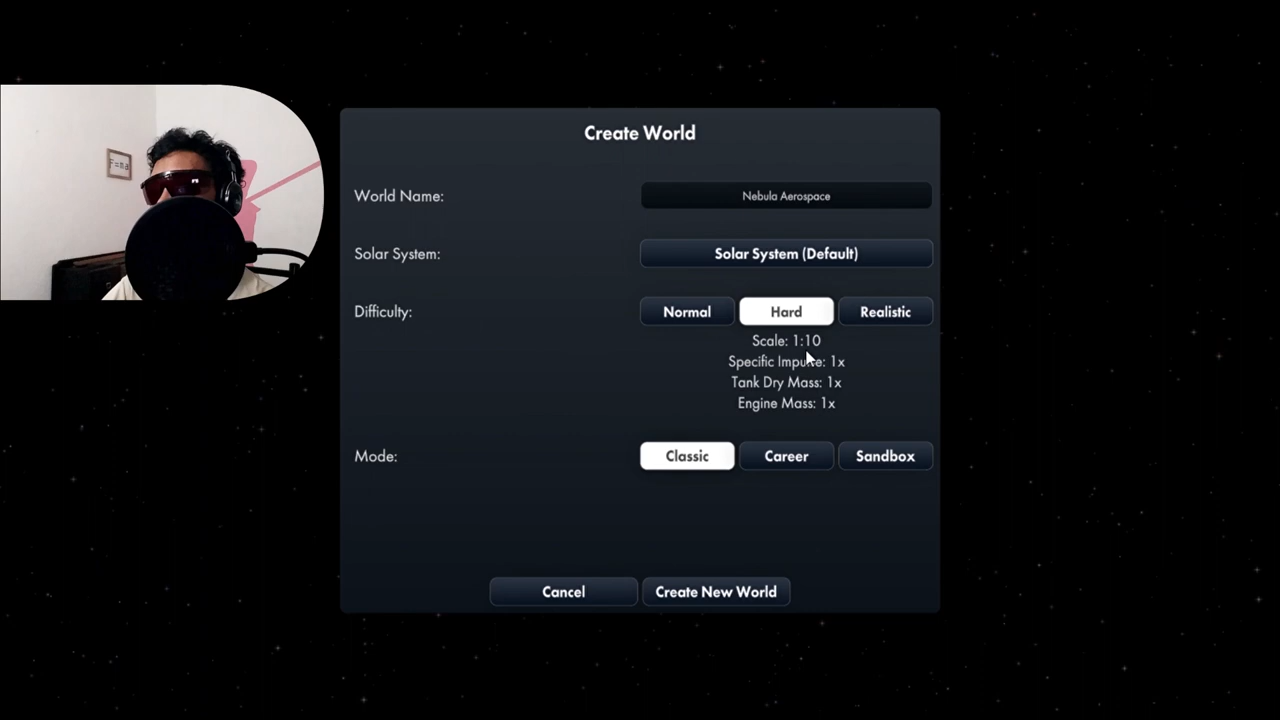 Create World
World Name:
Nebula Aerospace
Solar System:
Solar System (Default)
Difficulty:
Normal
Hard
Realistic
Scale: 1:10
Specific Impulse: 1x
Tank Dry Mass: 1x
Engine Mass: 1x
Mode:
Classic
Career
Sandbox
Cancel
Create New World
F=ma